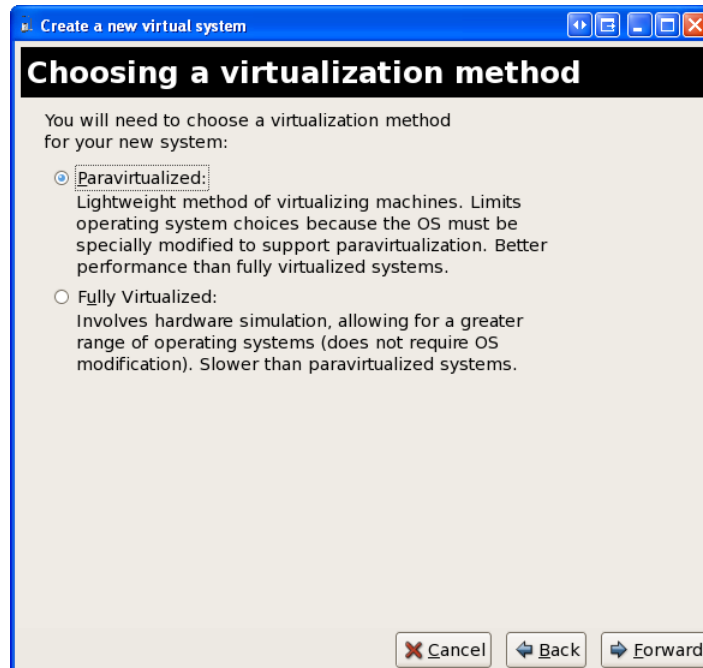 Create a new virtual system
Choosing a virtualization method
You will need to choose a virtualization method
for your new system:
Paravirtualized:
Lightweight method of virtualizing machines. Limits
operating system choices because the OS must be
specially modified to support paravirtualization. Better
performance than fully virtualized systems.
Fully Virtualized:
Involves hardware simulation, allowing for a greater
range of operating systems (does not require OS
modification). Slower than paravirtualized systems.
Cancel Back Forward